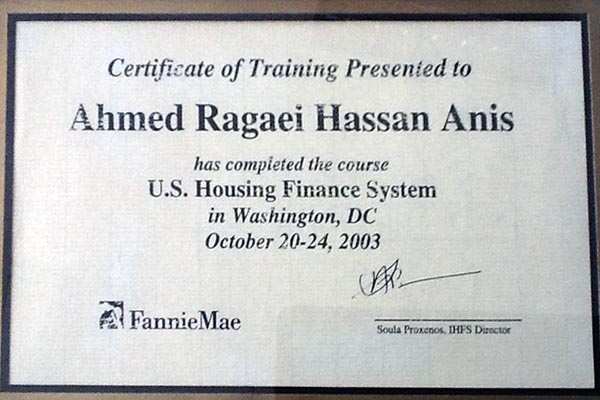 Certificate of Training Presented to
Ahmed Ragaei Hassan Anis
has completed the course
U.S. Housing Finance System
in Washington, DC
October 20-24, 2003
FannieMae
Soula Proxenos, IHFS Director